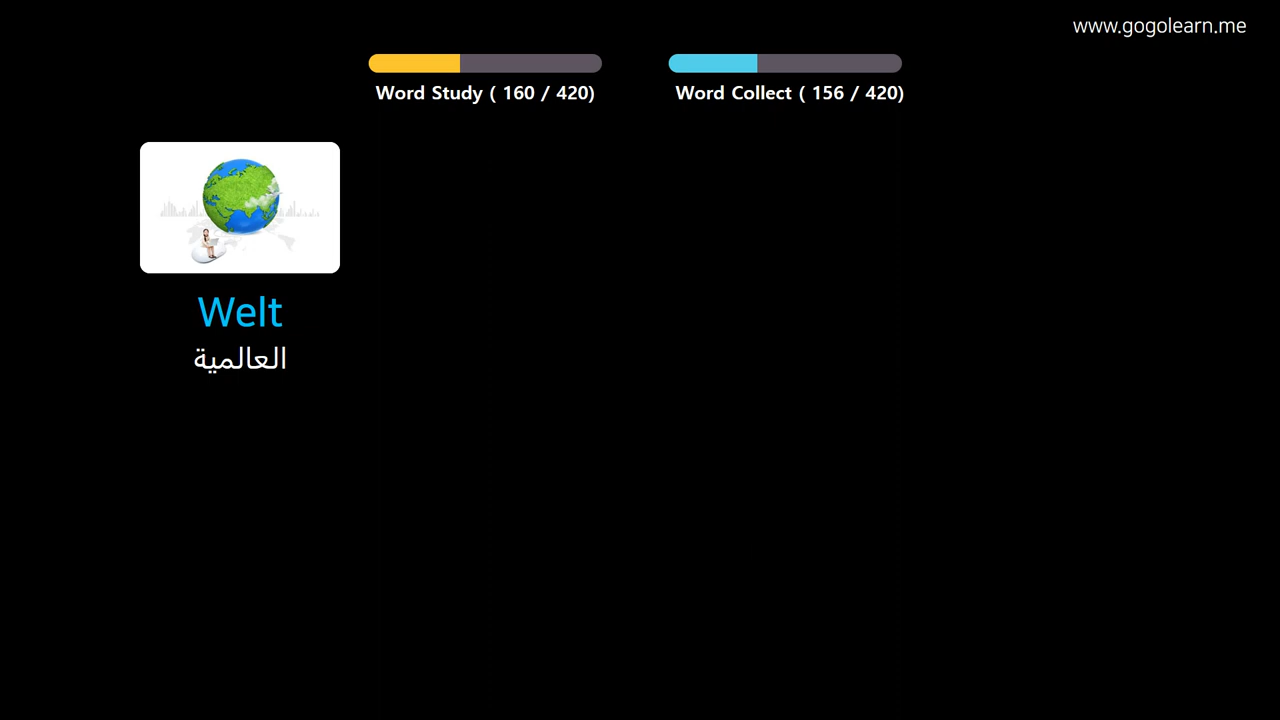 www.gogolearn.me
Word Study ( 160 / 420)
Word Collect ( 156 / 420)
Welt
العالمية